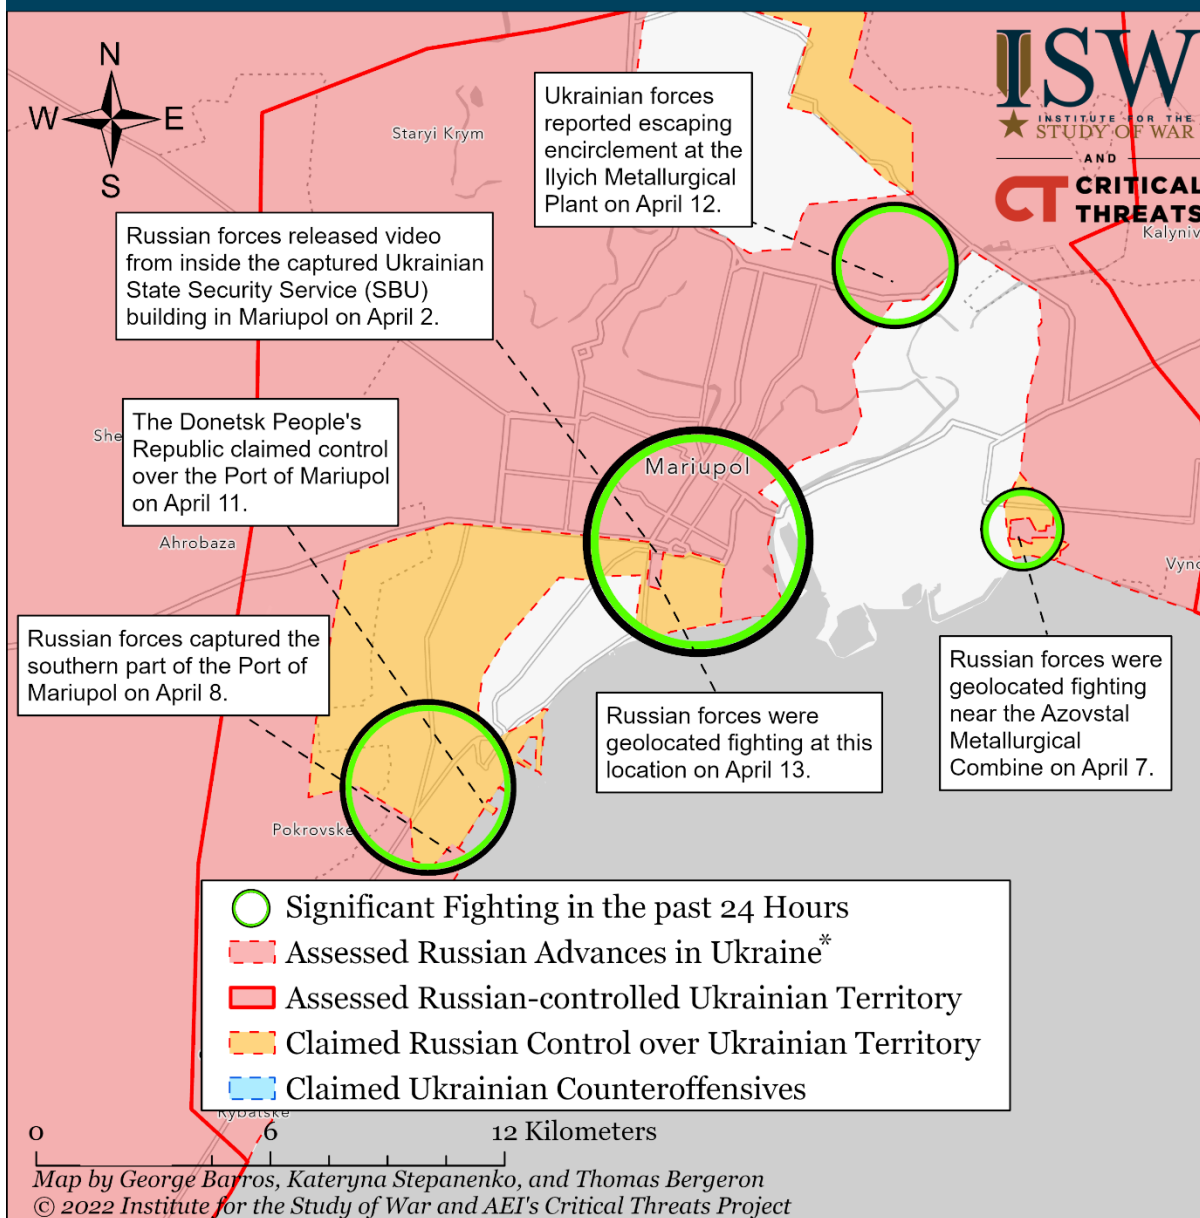 N
W
E
S
ISW
INSTITUTE FOR THE
STUDY OF WAR
AND
CT CRITICAL
THREATS
Staryi Krym
Ukrainian forces
reported escaping
encirclement at the
Ilyich Metallurgical
Plant on April 12.
Kalyniv
Russian forces released video
from inside the captured Ukrainian
State Security Service (SBU)
building in Mariupol on April 2.
The Donetsk People's
Republic claimed control
over the Port of Mariupol
on April 11.
She
Mariupol
Ahrobaza
Vyno
Russian forces captured the
southern part of the Port of
Mariupol on April 8.
Russian forces were
geolocated fighting at this
location on April 13.
Russian forces were
geolocated fighting
near the Azovstal
Metallurgical
Combine on April 7.
Pokrovske
Significant Fighting in the past 24 Hours
Assessed Russian Advances in Ukraine*
Assessed Russian-controlled Ukrainian Territory
Claimed Russian Control over Ukrainian Territory
Claimed Ukrainian Counteroffensives
Rybatske
0 6 12 Kilometers
Map by George Barros, Kateryna Stepanenko, and Thomas Bergeron
© 2022 Institute for the Study of War and AEI's Critical Threats Project